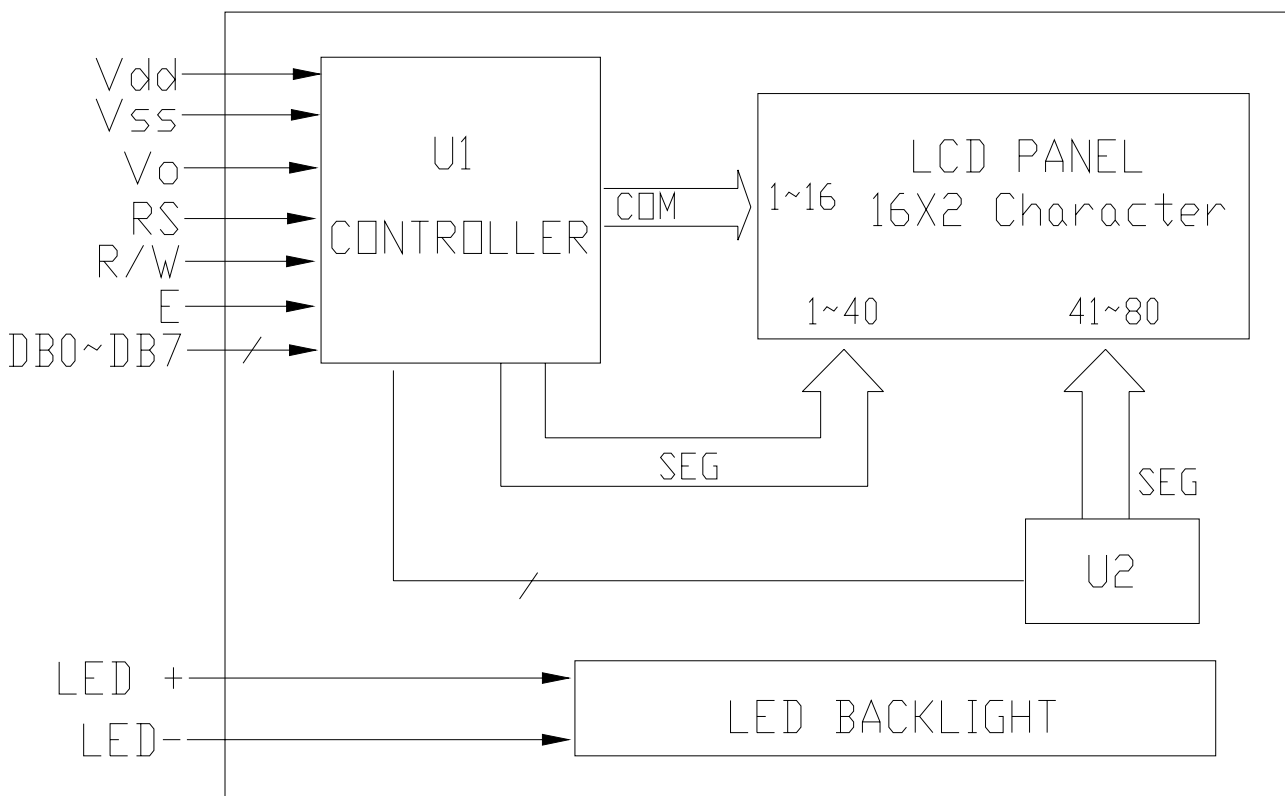 Vdd
Vss
Vo
RS
R/W
E
DB0~DB7
U1
CONTROLLER
COM
LCD PANEL
1~16
16X2 Character
1~40
41~80
SEG
SEG
U2
LED +
LED-
LED BACKLIGHT